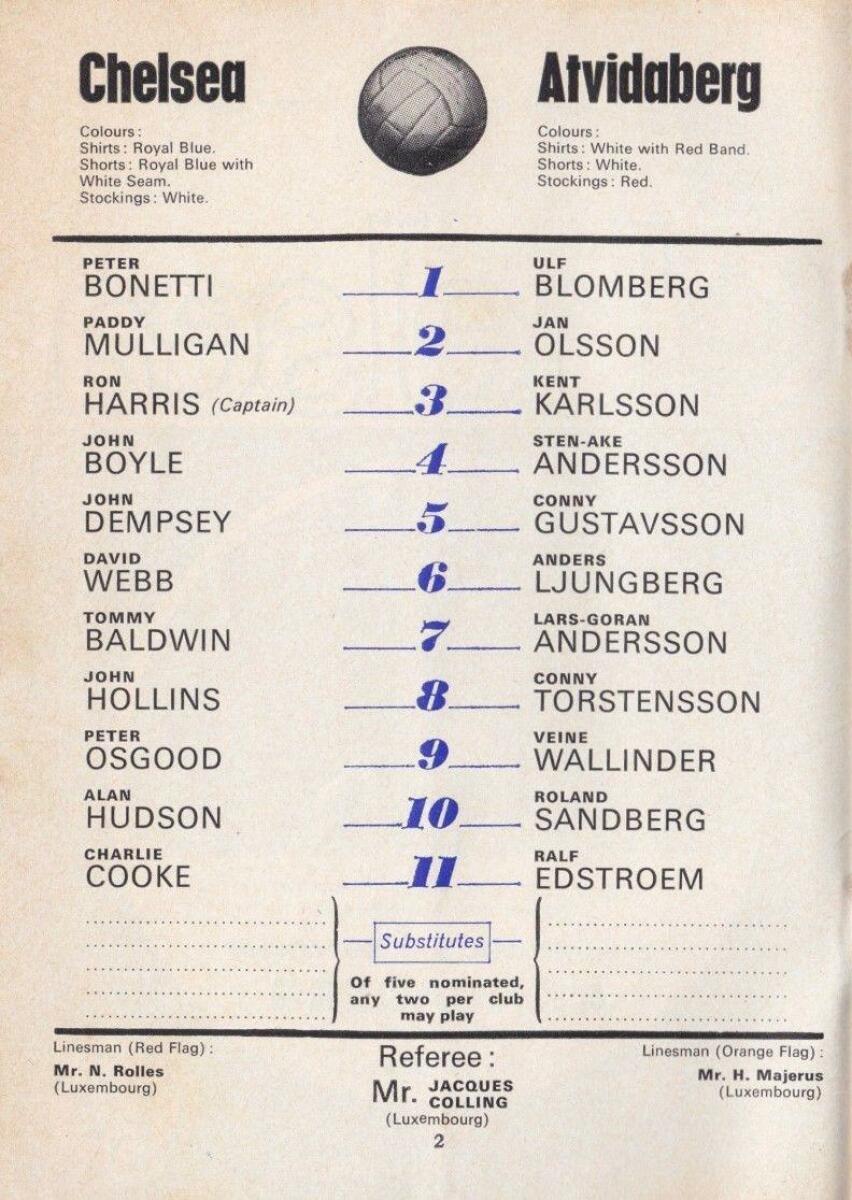 Chelsea
Colours:
Shirts: Royal Blue.
Shorts: Royal Blue with
White Seam.
Stockings: White.
Atvidaberg
Colours:
Shirts: White with Red Band.
Shorts: White.
Stockings: Red.
PETER
BONETTI
1
ULF
BLOMBERG
PADDY
MULLIGAN
2
JAN
OLSSON
RON
HARRIS (Captain)
3
KENT
KARLSSON
JOHN
BOYLE
4
STEN-AKE
ANDERSSON
JOHN
DEMPSEY
5
CONNY
GUSTAVSSON
DAVID
WEBB
6
ANDERS
LJUNGBERG
TOMMY
BALDWIN
7
LARS-GORAN
ANDERSSON
JOHN
HOLLINS
8
CONNY
TORSTENSSON
PETER
OSGOOD
9
VEINE
WALLINDER
ALAN
HUDSON
10
ROLAND
SANDBERG
CHARLIE
COOKE
11
RALF
EDSTROEM
Substitutes
Of five nominated,
any two per club
may play
Linesman (Red Flag):
Mr. N. Rolles
(Luxembourg)
Referee:
Mr. JACQUES
COLLING
(Luxembourg)
Linesman (Orange Flag):
Mr. H. Majerus
(Luxembourg)
2